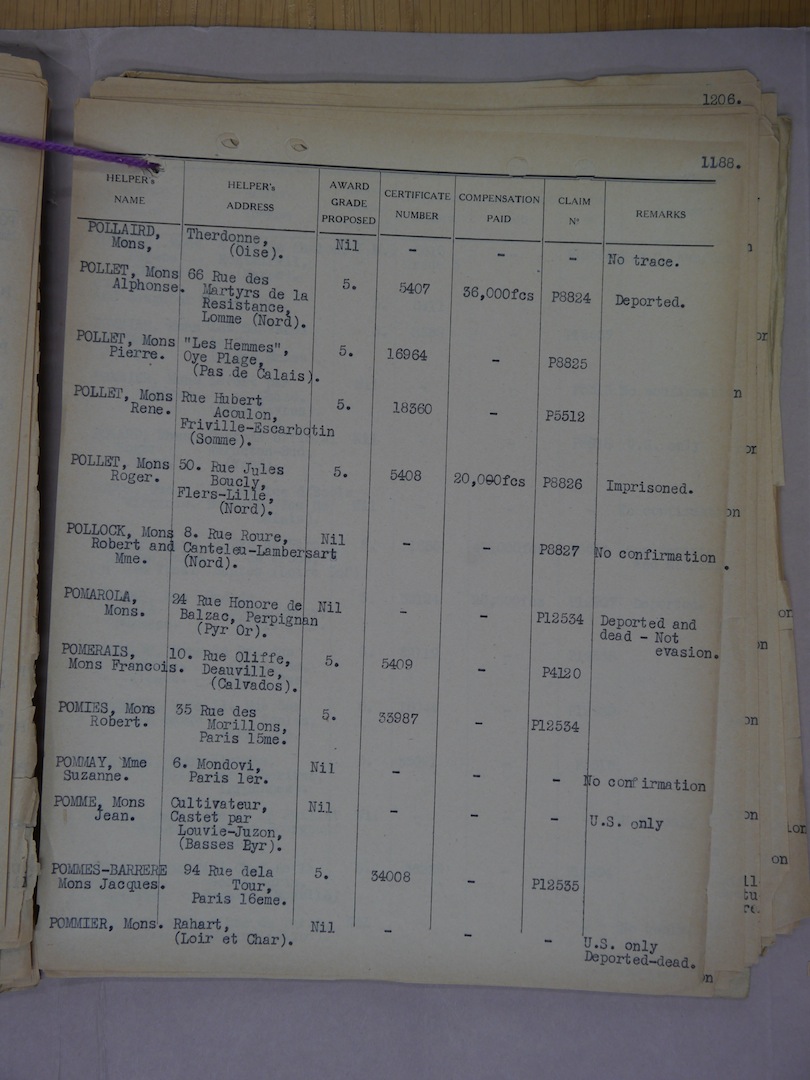 1206.
1188.
HELPER's NAME | HELPER's ADDRESS | AWARD GRADE PROPOSED | CERTIFICATE NUMBER | COMPENSATION PAID | CLAIM Nº | REMARKS
POLLAIRD, Mons, | Therdonne, (Oise). | Nil | - | - | - | No trace.
POLLET, Mons Alphonse. | 66 Rue des Martyrs de la Resistance, Lomme (Nord). | 5. | 5407 | 36,000fcs | P8824 | Deported.
POLLET, Mons Pierre. | "Les Hemmes", Oye Plage, (Pas de Calais). | 5. | 16964 | - | P8825
POLLET, Mons Rene. | Rue Hubert Acoulon, Friville-Escarbotin (Somme). | 5. | 18360 | - | P5512
POLLET, Mons Roger. | 50. Rue Jules Boucly, Flers-Lille, (Nord). | 5. | 5408 | 20,000fcs | P8826 | Imprisoned.
POLLOCK, Mons Robert and Mme. | 8. Rue Roure, Canteleu-Lambersart (Nord). | Nil | - | - | P8827 | No confirmation.
POMAROLA, Mons. | 24 Rue Honore de Balzac, Perpignan (Pyr Or). | Nil | - | - | P12534 | Deported and dead - Not evasion.
POMERAIS, Mons Francois. | 10. Rue Oliffe, Deauville, (Calvados). | 5. | 5409 | - | P4120
POMIES, Mons Robert. | 35 Rue des Morillons, Paris 15me. | 5. | 33987 | - | P12534
POMMAY, Mme Suzanne. | 6. Mondovi, Paris 1er. | Nil | - | - | - | No confirmation
POMME, Mons Jean. | Cultivateur, Castet par Louvie-Juzon, (Basses Eyr). | Nil | - | - | - | U.S. only
POMMES-BARRERE Mons Jacques. | 94 Rue dela Tour, Paris 16eme. | 5. | 34008 | - | P12535
POMMIER, Mons. | Rahart, (Loir et Char). | Nil | - | - | - | U.S. only Deported-dead.